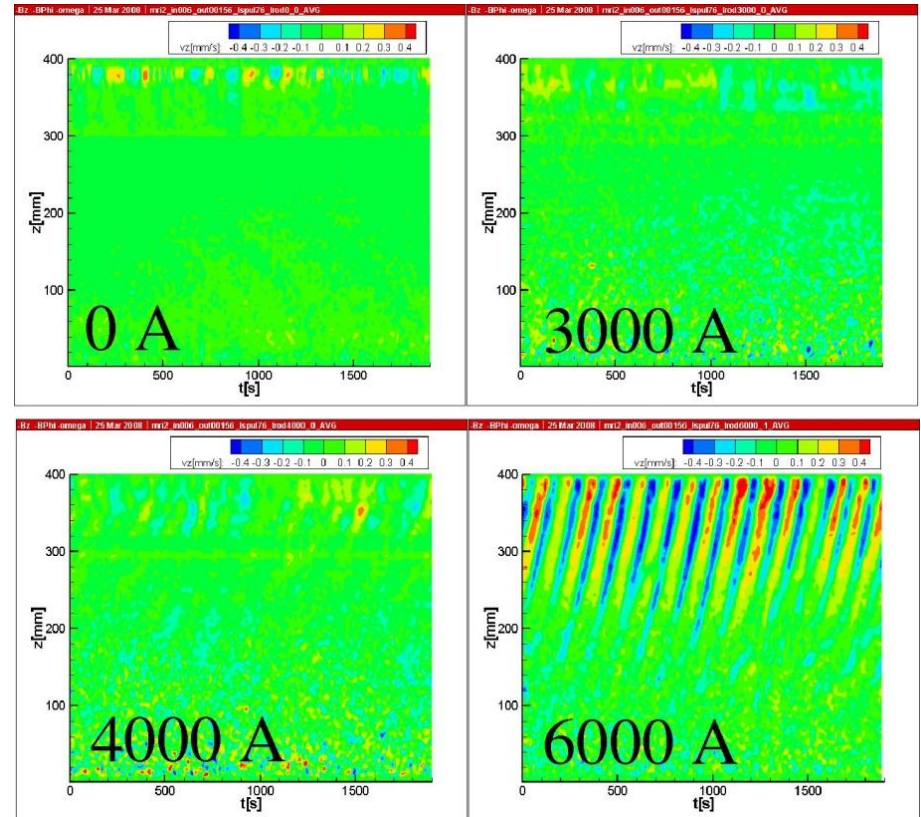 -Bz -BPhi -omega | 25 Mar 2008 | mri2_in006_out00156_Ispul76_Irod0_0_AVG
vz[mm/s]: -0.4 -0.3 -0.2 -0.1 0 0.1 0.2 0.3 0.4
400
300
200
100
z[mm]
0 A
0 500 1000 1500
t[s]
-Bz -BPhi -omega | 25 Mar 2008 | mri2_in006_out00156_Ispul76_Irod3000_0_AVG
vz[mm/s]: -0.4 -0.3 -0.2 -0.1 0 0.1 0.2 0.3 0.4
400
300
200
100
z[mm]
3000 A
0 500 1000 1500
t[s]
-Bz -BPhi -omega | 25 Mar 2008 | mri2_in006_out00156_Ispul76_Irod4000_0_AVG
vz[mm/s]: -0.4 -0.3 -0.2 -0.1 0 0.1 0.2 0.3 0.4
400
300
200
100
z[mm]
4000 A
0 500 1000 1500
t[s]
-Bz -BPhi -omega | 25 Mar 2008 | mri2_in006_out00156_Ispul76_Irod6000_1_AVG
vz[mm/s]: -0.4 -0.3 -0.2 -0.1 0 0.1 0.2 0.3 0.4
400
300
200
100
z[mm]
6000 A
0 500 1000 1500
t[s]